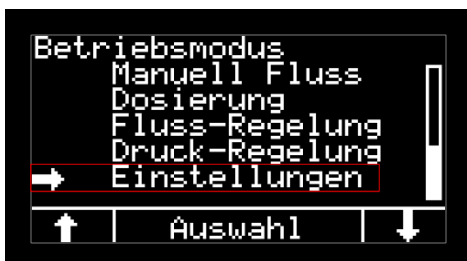 Betriebsmodus
Manuell Fluss
Dosierung
Fluss-Regelung
Druck-Regelung
Einstellungen
Auswahl